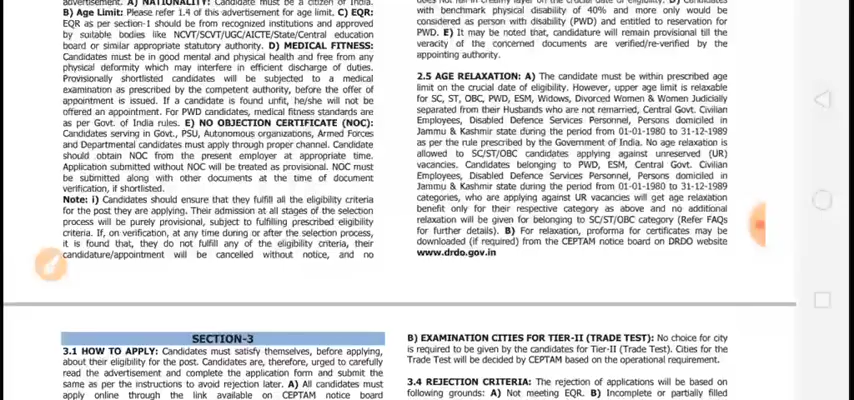 advertisement. A) NATIONALITY: Candidate must be a citizen of India.
B) Age Limit: Please refer 1.4 of this advertisement for age limit. C) EQR:
EQR as per section-1 should be from recognized institutions and approved
by suitable bodies like NCVT/SCVT/UGC/AICTE/State/Central education
board or similar appropriate statutory authority. D) MEDICAL FITNESS:
Candidates must be in good mental and physical health and free from any
physical deformity which may interfere in efficient discharge of duties.
Provisionally shortlisted candidates will be subjected to a medical
examination as prescribed by the competent authority, before the offer of
appointment is issued. If a candidate is found unfit, he/she will not be
offered an appointment. For PWD candidates, medical fitness standards are
as per Govt. of India rules. E) NO OBJECTION CERTIFICATE (NOC):
Candidates serving in Govt., PSU, Autonomous organizations, Armed Forces
and Departmental candidates must apply through proper channel. Candidate
should obtain NOC from the present employer at appropriate time.
Application submitted without NOC will be treated as provisional. NOC must
be submitted along with other documents at the time of document
verification, if shortlisted.
Note: i) Candidates should ensure that they fulfill all the eligibility criteria
for the post they are applying. Their admission at all stages of the selection
process will be purely provisional, subject to fulfilling prescribed eligibility
criteria. If, on verification, at any time during or after the selection process,
it is found that, they do not fulfill any of the eligibility criteria, their
candidature/appointment will be cancelled without notice, and no
does not fall in creamy layer on the crucial date of eligibility. D) Candidates
with benchmark physical disability of 40% and more only would be
considered as person with disability (PWD) and entitled to reservation for
PWD. E) It may be noted that, candidature will remain provisional till the
veracity of the concerned documents are verified/re-verified by the
appointing authority.
2.5 AGE RELAXATION: A) The candidate must be within prescribed age
limit on the crucial date of eligibility. However, upper age limit is relaxable
for SC, ST, OBC, PWD, ESM, Widows, Divorced Women & Women Judicially
separated from their Husbands who are not remarried, Central Govt. Civilian
Employees, Disabled Defence Services Personnel, Persons domiciled in
Jammu & Kashmir state during the period from 01-01-1980 to 31-12-1989
as per the rule prescribed by the Government of India. No age relaxation is
allowed to SC/ST/OBC candidates applying against unreserved (UR)
vacancies. Candidates belonging to PWD, ESM, Central Govt. Civilian
Employees, Disabled Defence Services Personnel, Persons domiciled in
Jammu & Kashmir state during the period from 01-01-1980 to 31-12-1989
categories, who are applying against UR vacancies will get age relaxation
benefit only for their respective category as above and no additional
relaxation will be given for belonging to SC/ST/OBC category (Refer FAQs
for further details). B) For relaxation, proforma for certificates may be
downloaded (if required) from the CEPTAM notice board on DRDO website
www.drdo.gov.in
SECTION-3
3.1 HOW TO APPLY: Candidates must satisfy themselves, before applying,
about their eligibility for the post. Candidates are, therefore, urged to carefully
read the advertisement and complete the application form and submit the
same as per the instructions to avoid rejection later. A) All candidates must
apply online through the link available on CEPTAM notice board
B) EXAMINATION CITIES FOR TIER-II (TRADE TEST): No choice for city
is required to be given by the candidates for Tier-II (Trade Test). Cities for the
Trade Test will be decided by CEPTAM based on the operational requirement.
3.4 REJECTION CRITERIA: The rejection of applications will be based on
following grounds: A) Not meeting EQR. B) Incomplete or partially filled